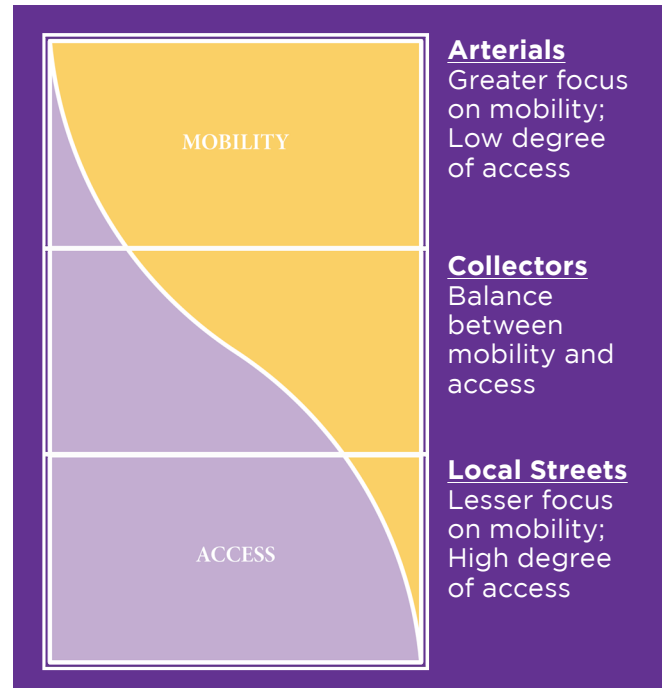 Arterials
Greater focus
on mobility;
Low degree
of access
MOBILITY
Collectors
Balance
between
mobility and
access
Local Streets
Lesser focus
on mobility;
High degree
of access
ACCESS